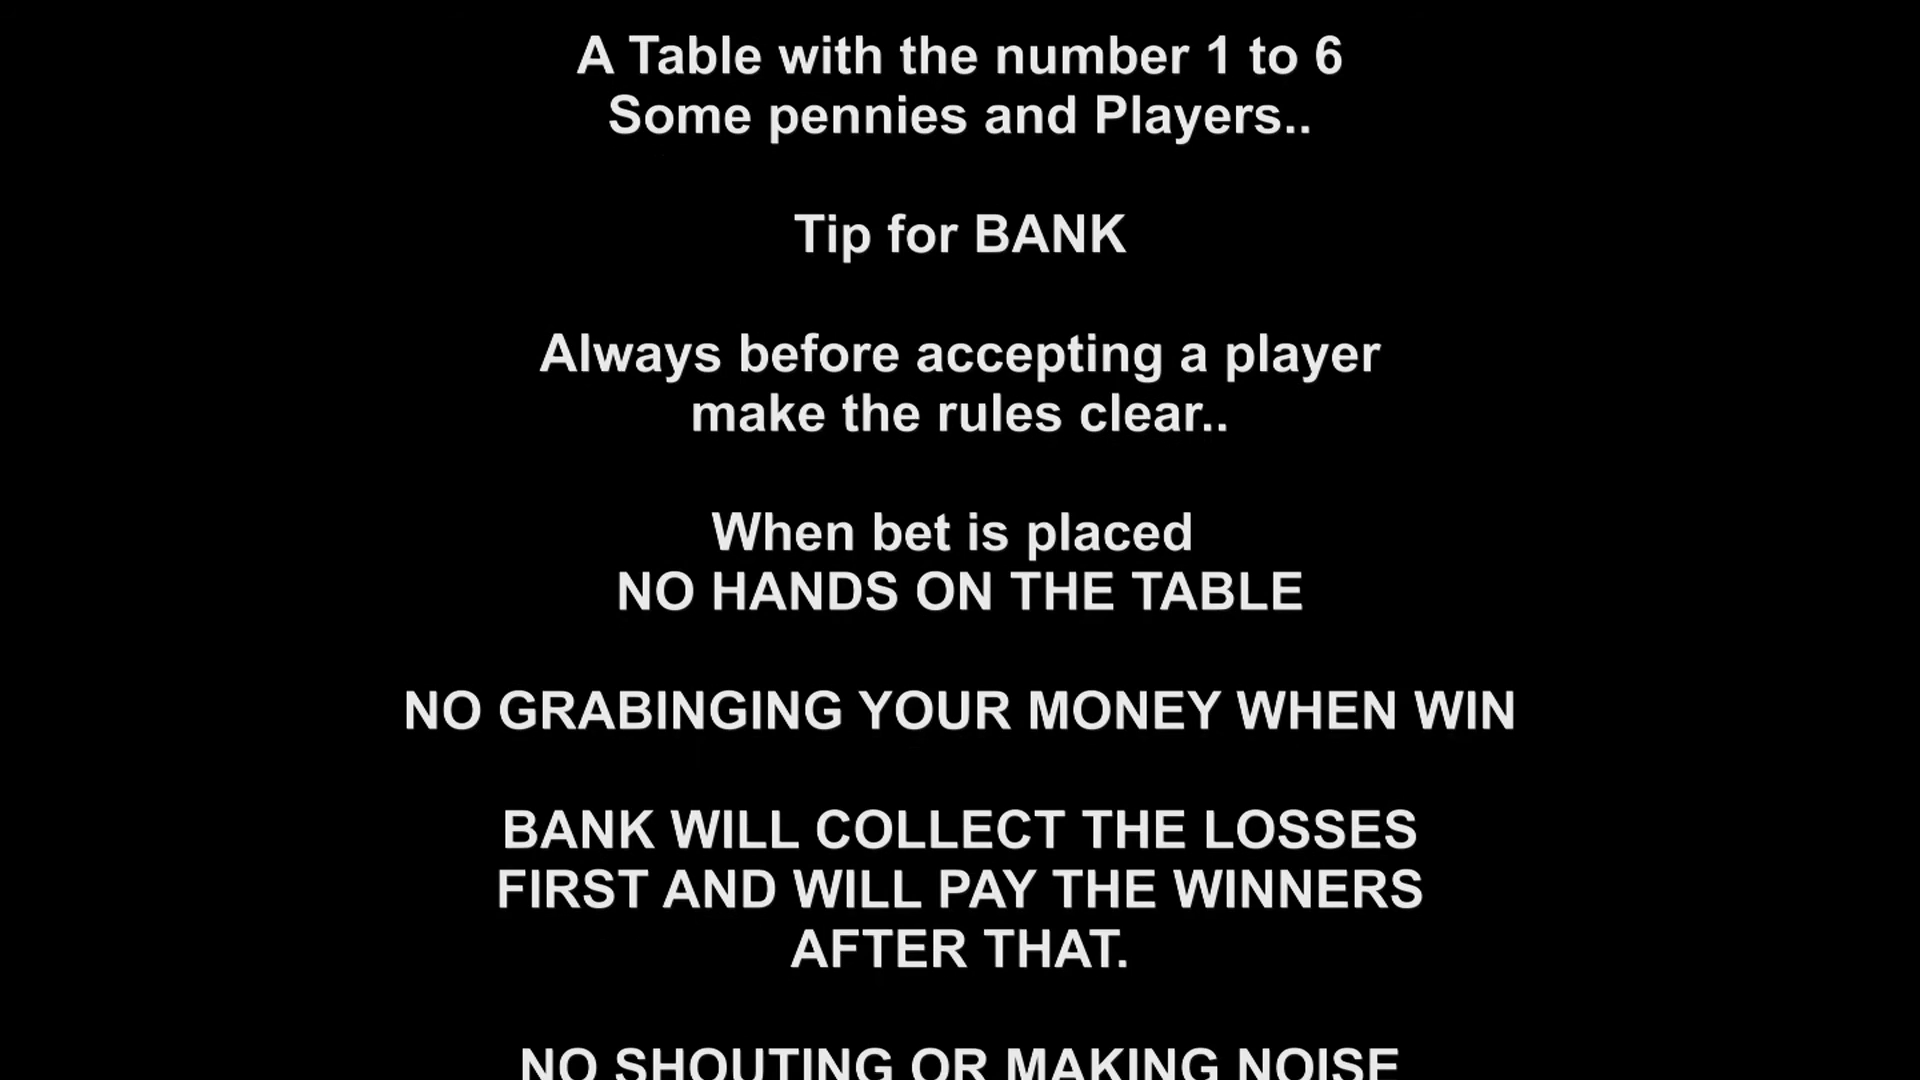 A Table with the number 1 to 6
Some pennies and Players..
Tip for BANK
Always before accepting a player
make the rules clear..
When bet is placed
NO HANDS ON THE TABLE
NO GRABINGING YOUR MONEY WHEN WIN
BANK WILL COLLECT THE LOSSES
FIRST AND WILL PAY THE WINNERS
AFTER THAT.
NO SHOUTING OR MAKING NOISE